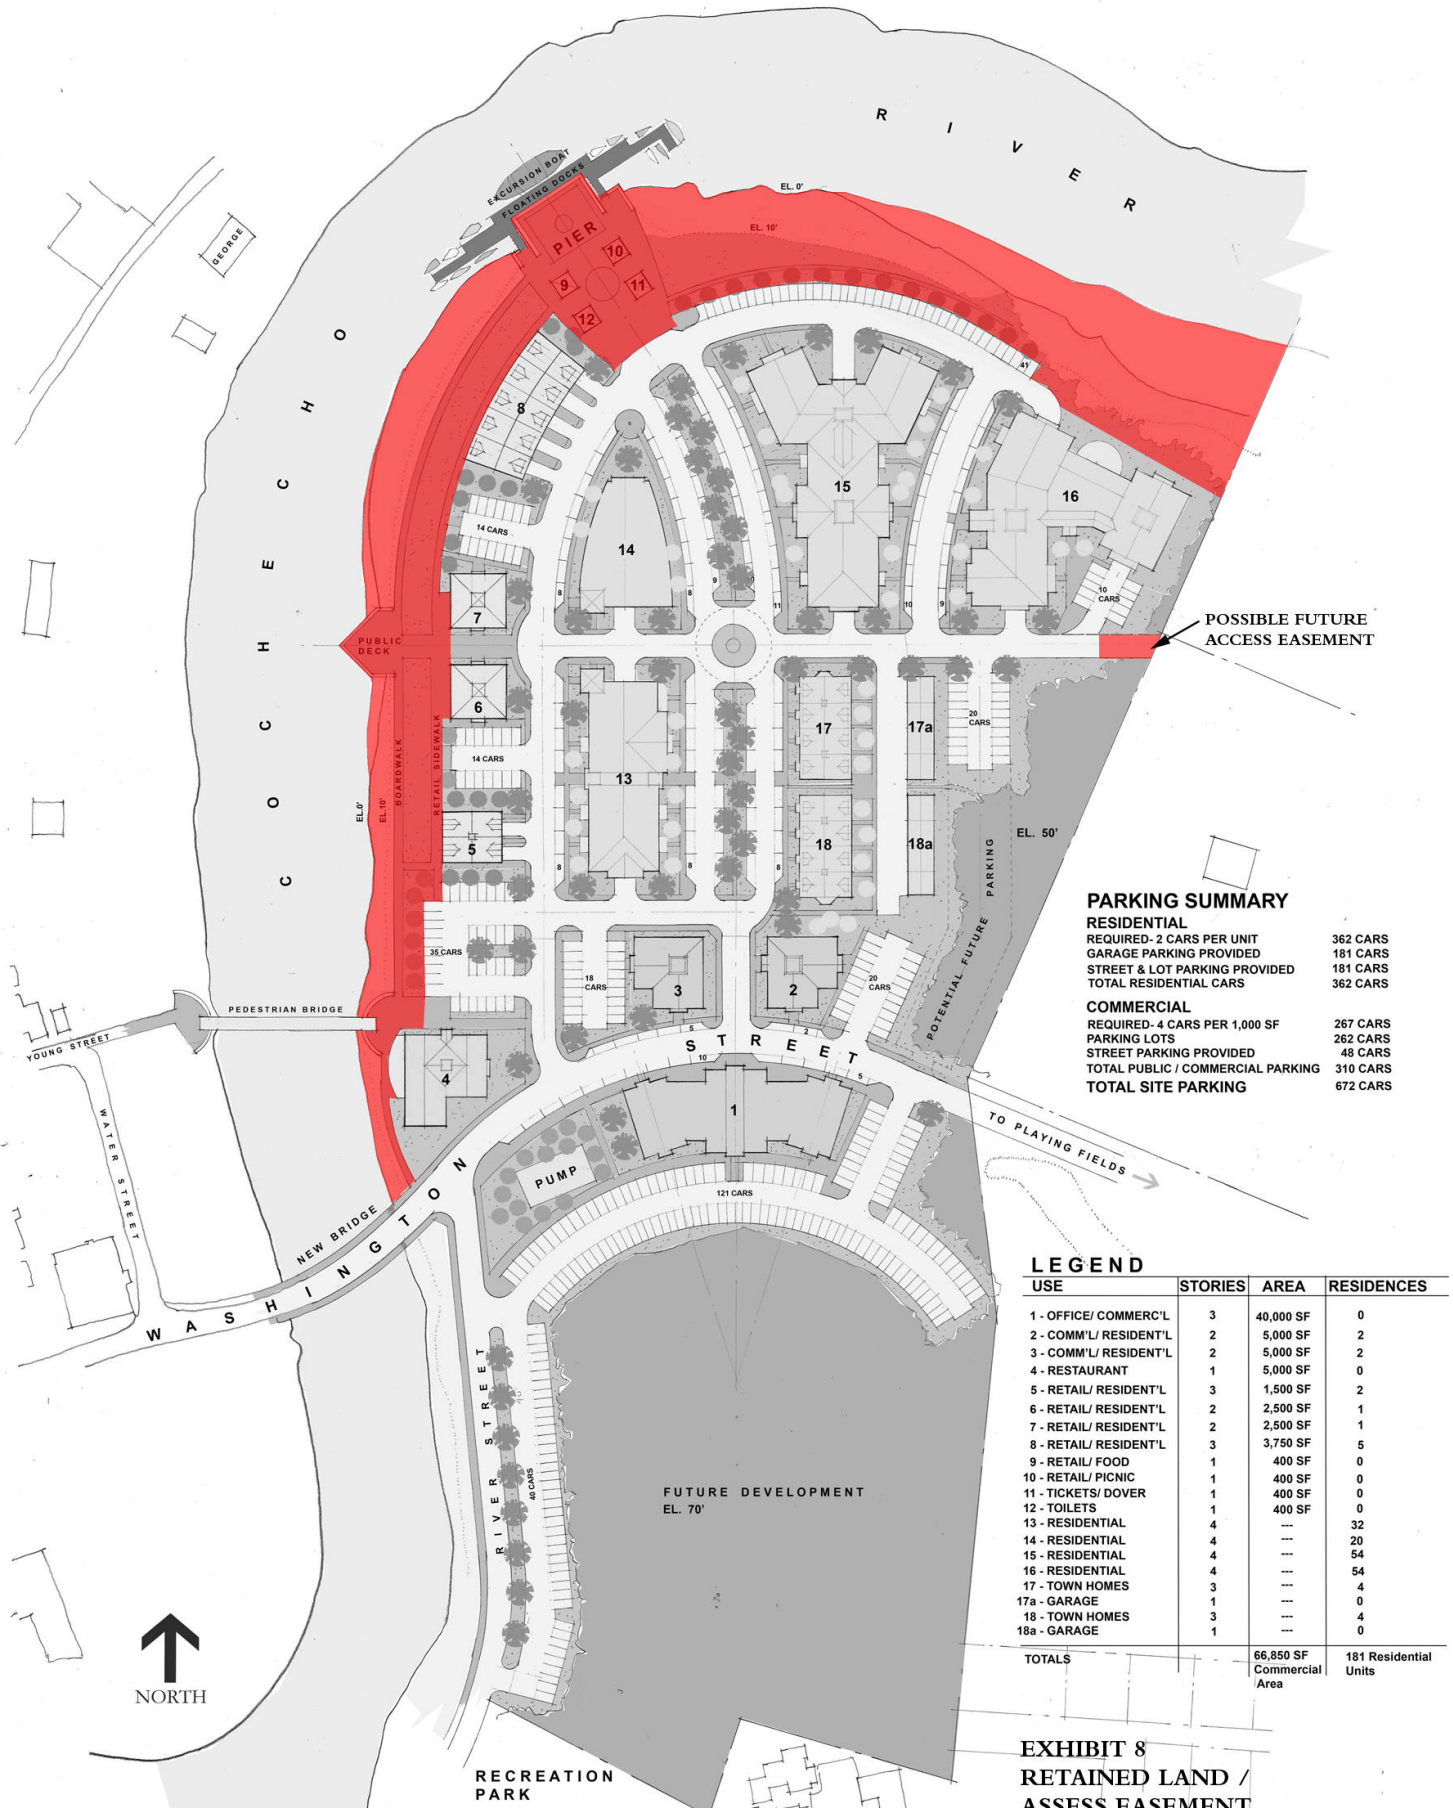 R I V E R
EXCURSION BOAT
FLOATING DOCKS
EL. 0'
EL. 10'
PIER
10
9
11
12
GEORGE
C O C H E C H O
8
41
14 CARS
14
15
16
7
8
9
8
11
10
9
10
CARS
PUBLIC
DECK
POSSIBLE FUTURE
ACCESS EASEMENT
6
17
17a
20
CARS
14 CARS
13
BOARDWALK
RETAIL SIDEWALK
EL.0'
EL.10'
5
18
18a
EL. 50'
8
8
8
POTENTIAL FUTURE PARKING
35 CARS
18
CARS
3
2
20
CARS
PEDESTRIAN BRIDGE
YOUNG STREET
WATER STREET
4
5
2
10
5
WASHINGTON STREET
1
TO PLAYING FIELDS
PUMP
121 CARS
NEW BRIDGE
RIVER STREET
40 CARS
FUTURE DEVELOPMENT
EL. 70'
NORTH
RECREATION
PARK
PARKING SUMMARY
RESIDENTIAL
REQUIRED- 2 CARS PER UNIT 362 CARS
GARAGE PARKING PROVIDED 181 CARS
STREET & LOT PARKING PROVIDED 181 CARS
TOTAL RESIDENTIAL CARS 362 CARS
COMMERCIAL
REQUIRED- 4 CARS PER 1,000 SF 267 CARS
PARKING LOTS 262 CARS
STREET PARKING PROVIDED 48 CARS
TOTAL PUBLIC / COMMERCIAL PARKING 310 CARS
TOTAL SITE PARKING 672 CARS
LEGEND
USE STORIES AREA RESIDENCES
1 - OFFICE/ COMMERC'L 3 40,000 SF 0
2 - COMM'L/ RESIDENT'L 2 5,000 SF 2
3 - COMM'L/ RESIDENT'L 2 5,000 SF 2
4 - RESTAURANT 1 5,000 SF 0
5 - RETAIL/ RESIDENT'L 3 1,500 SF 2
6 - RETAIL/ RESIDENT'L 2 2,500 SF 1
7 - RETAIL/ RESIDENT'L 2 2,500 SF 1
8 - RETAIL/ RESIDENT'L 3 3,750 SF 5
9 - RETAIL/ FOOD 1 400 SF 0
10 - RETAIL/ PICNIC 1 400 SF 0
11 - TICKETS/ DOVER 1 400 SF 0
12 - TOILETS 1 400 SF 0
13 - RESIDENTIAL 4 --- 32
14 - RESIDENTIAL 4 --- 20
15 - RESIDENTIAL 4 --- 54
16 - RESIDENTIAL 4 --- 54
17 - TOWN HOMES 3 --- 4
17a - GARAGE 1 --- 0
18 - TOWN HOMES 3 --- 4
18a - GARAGE 1 --- 0
TOTALS 66,850 SF Commercial Area 181 Residential Units
EXHIBIT 8
RETAINED LAND /
ASSESS EASEMENT